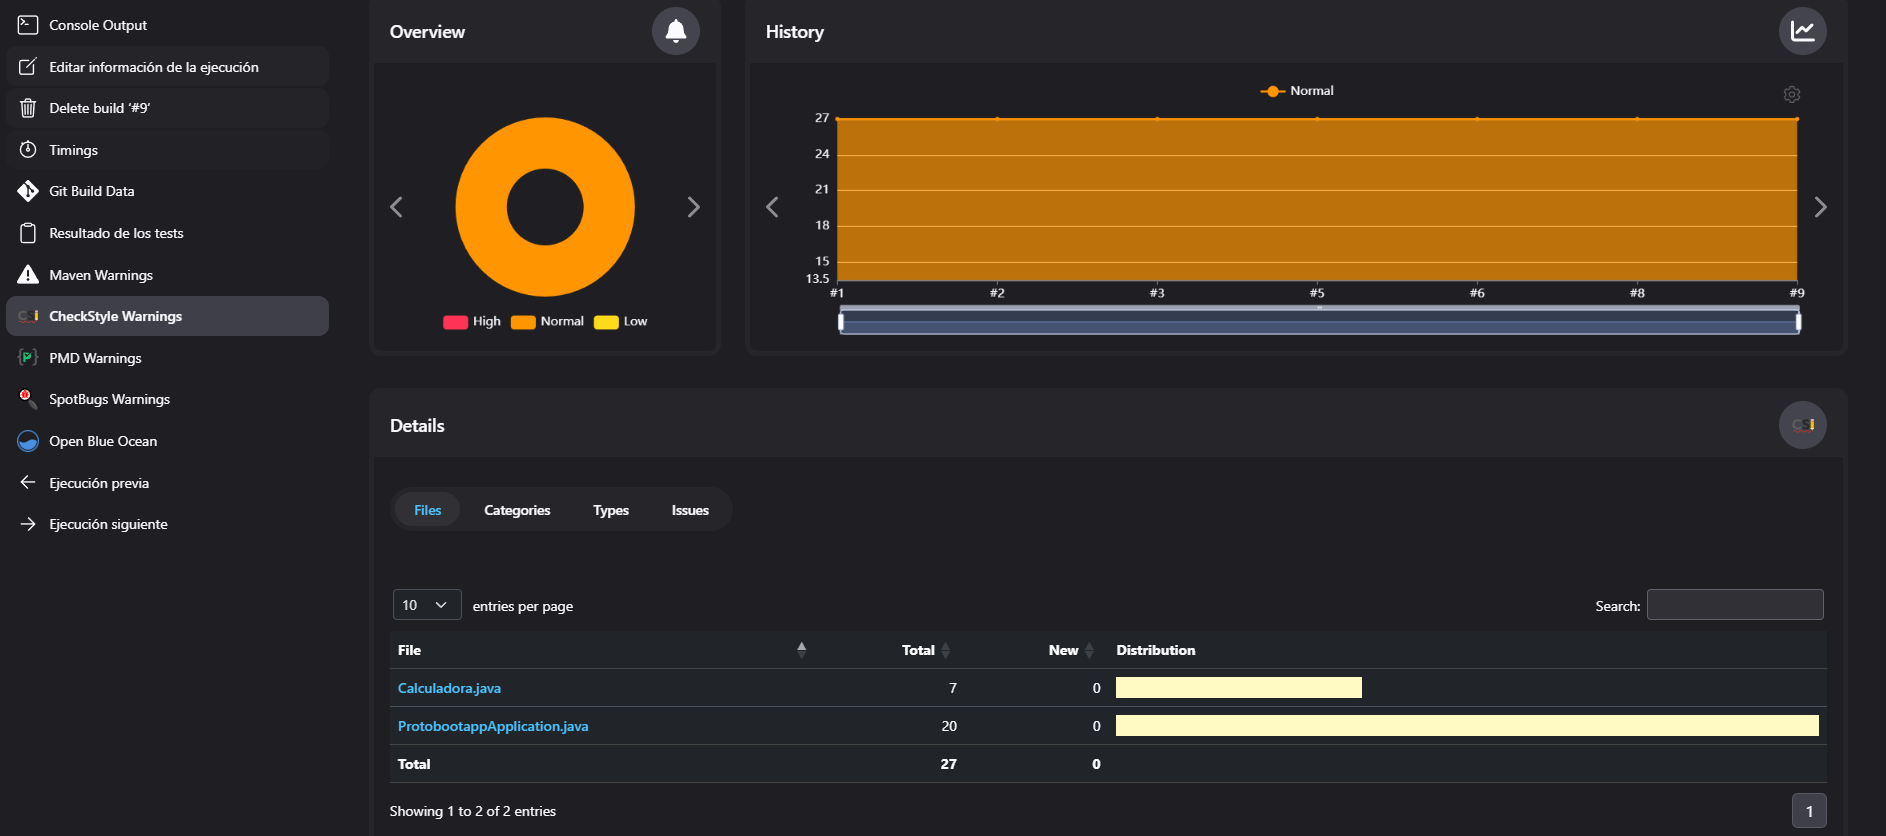 Console Output
Editar información de la ejecución
Delete build ‘#9’
Timings
Git Build Data
Resultado de los tests
Maven Warnings
CheckStyle Warnings
PMD Warnings
SpotBugs Warnings
Open Blue Ocean
Ejecución previa
Ejecución siguiente
Overview
High Normal Low
History
Normal
27
24
21
18
15
13.5
#1 #2 #3 #5 #6 #8 #9
Details
Files Categories Types Issues
10 entries per page Search:
File Total New Distribution
Calculadora.java 7 0
ProtobootappApplication.java 20 0
Total 27 0
Showing 1 to 2 of 2 entries
1